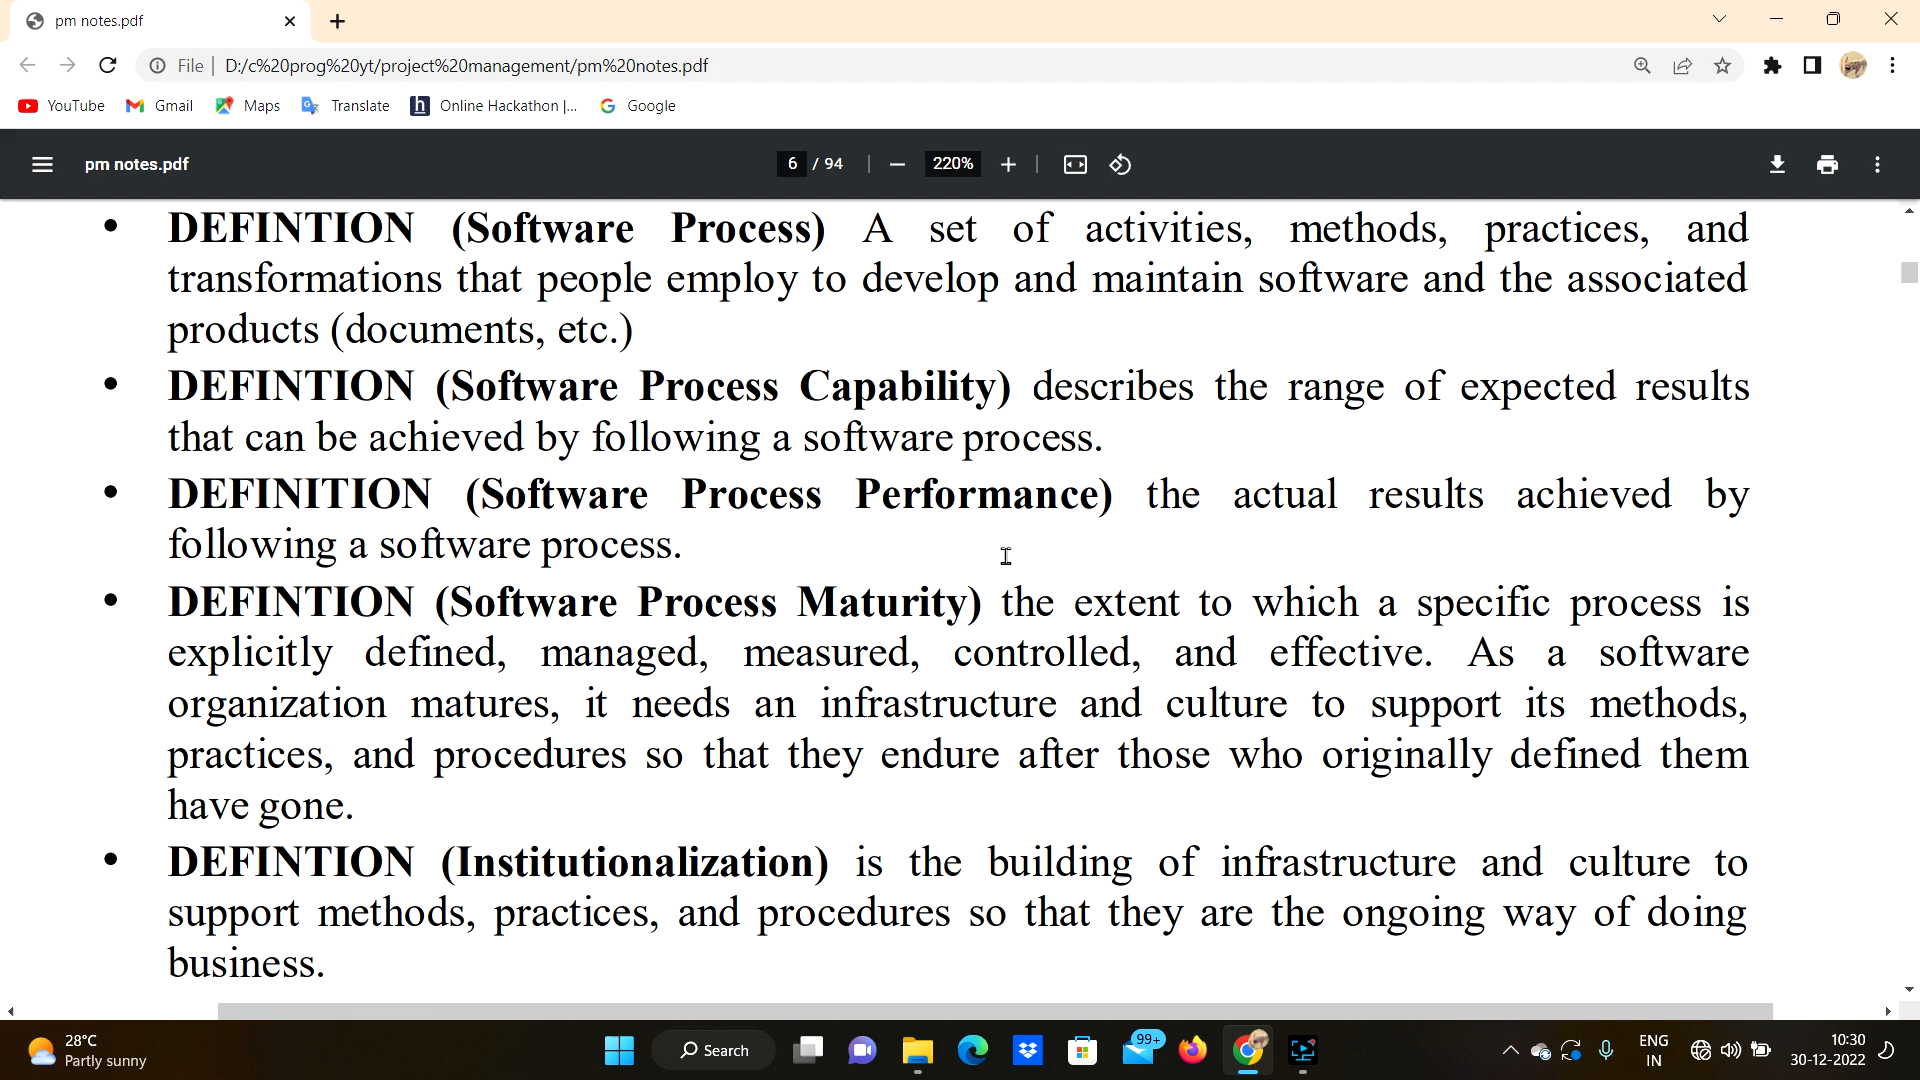 pm notes.pdf
File | D:/c%20prog%20yt/project%20management/pm%20notes.pdf
YouTube Gmail Maps Translate Online Hackathon |... Google
pm notes.pdf 6 / 94 220%
• DEFINTION (Software Process) A set of activities, methods, practices, and
transformations that people employ to develop and maintain software and the associated
products (documents, etc.)
• DEFINTION (Software Process Capability) describes the range of expected results
that can be achieved by following a software process.
• DEFINITION (Software Process Performance) the actual results achieved by
following a software process.
• DEFINTION (Software Process Maturity) the extent to which a specific process is
explicitly defined, managed, measured, controlled, and effective. As a software
organization matures, it needs an infrastructure and culture to support its methods,
practices, and procedures so that they endure after those who originally defined them
have gone.
• DEFINTION (Institutionalization) is the building of infrastructure and culture to
support methods, practices, and procedures so that they are the ongoing way of doing
business.
28°C
Partly sunny
Search
99+
ENG
IN
10:30
30-12-2022